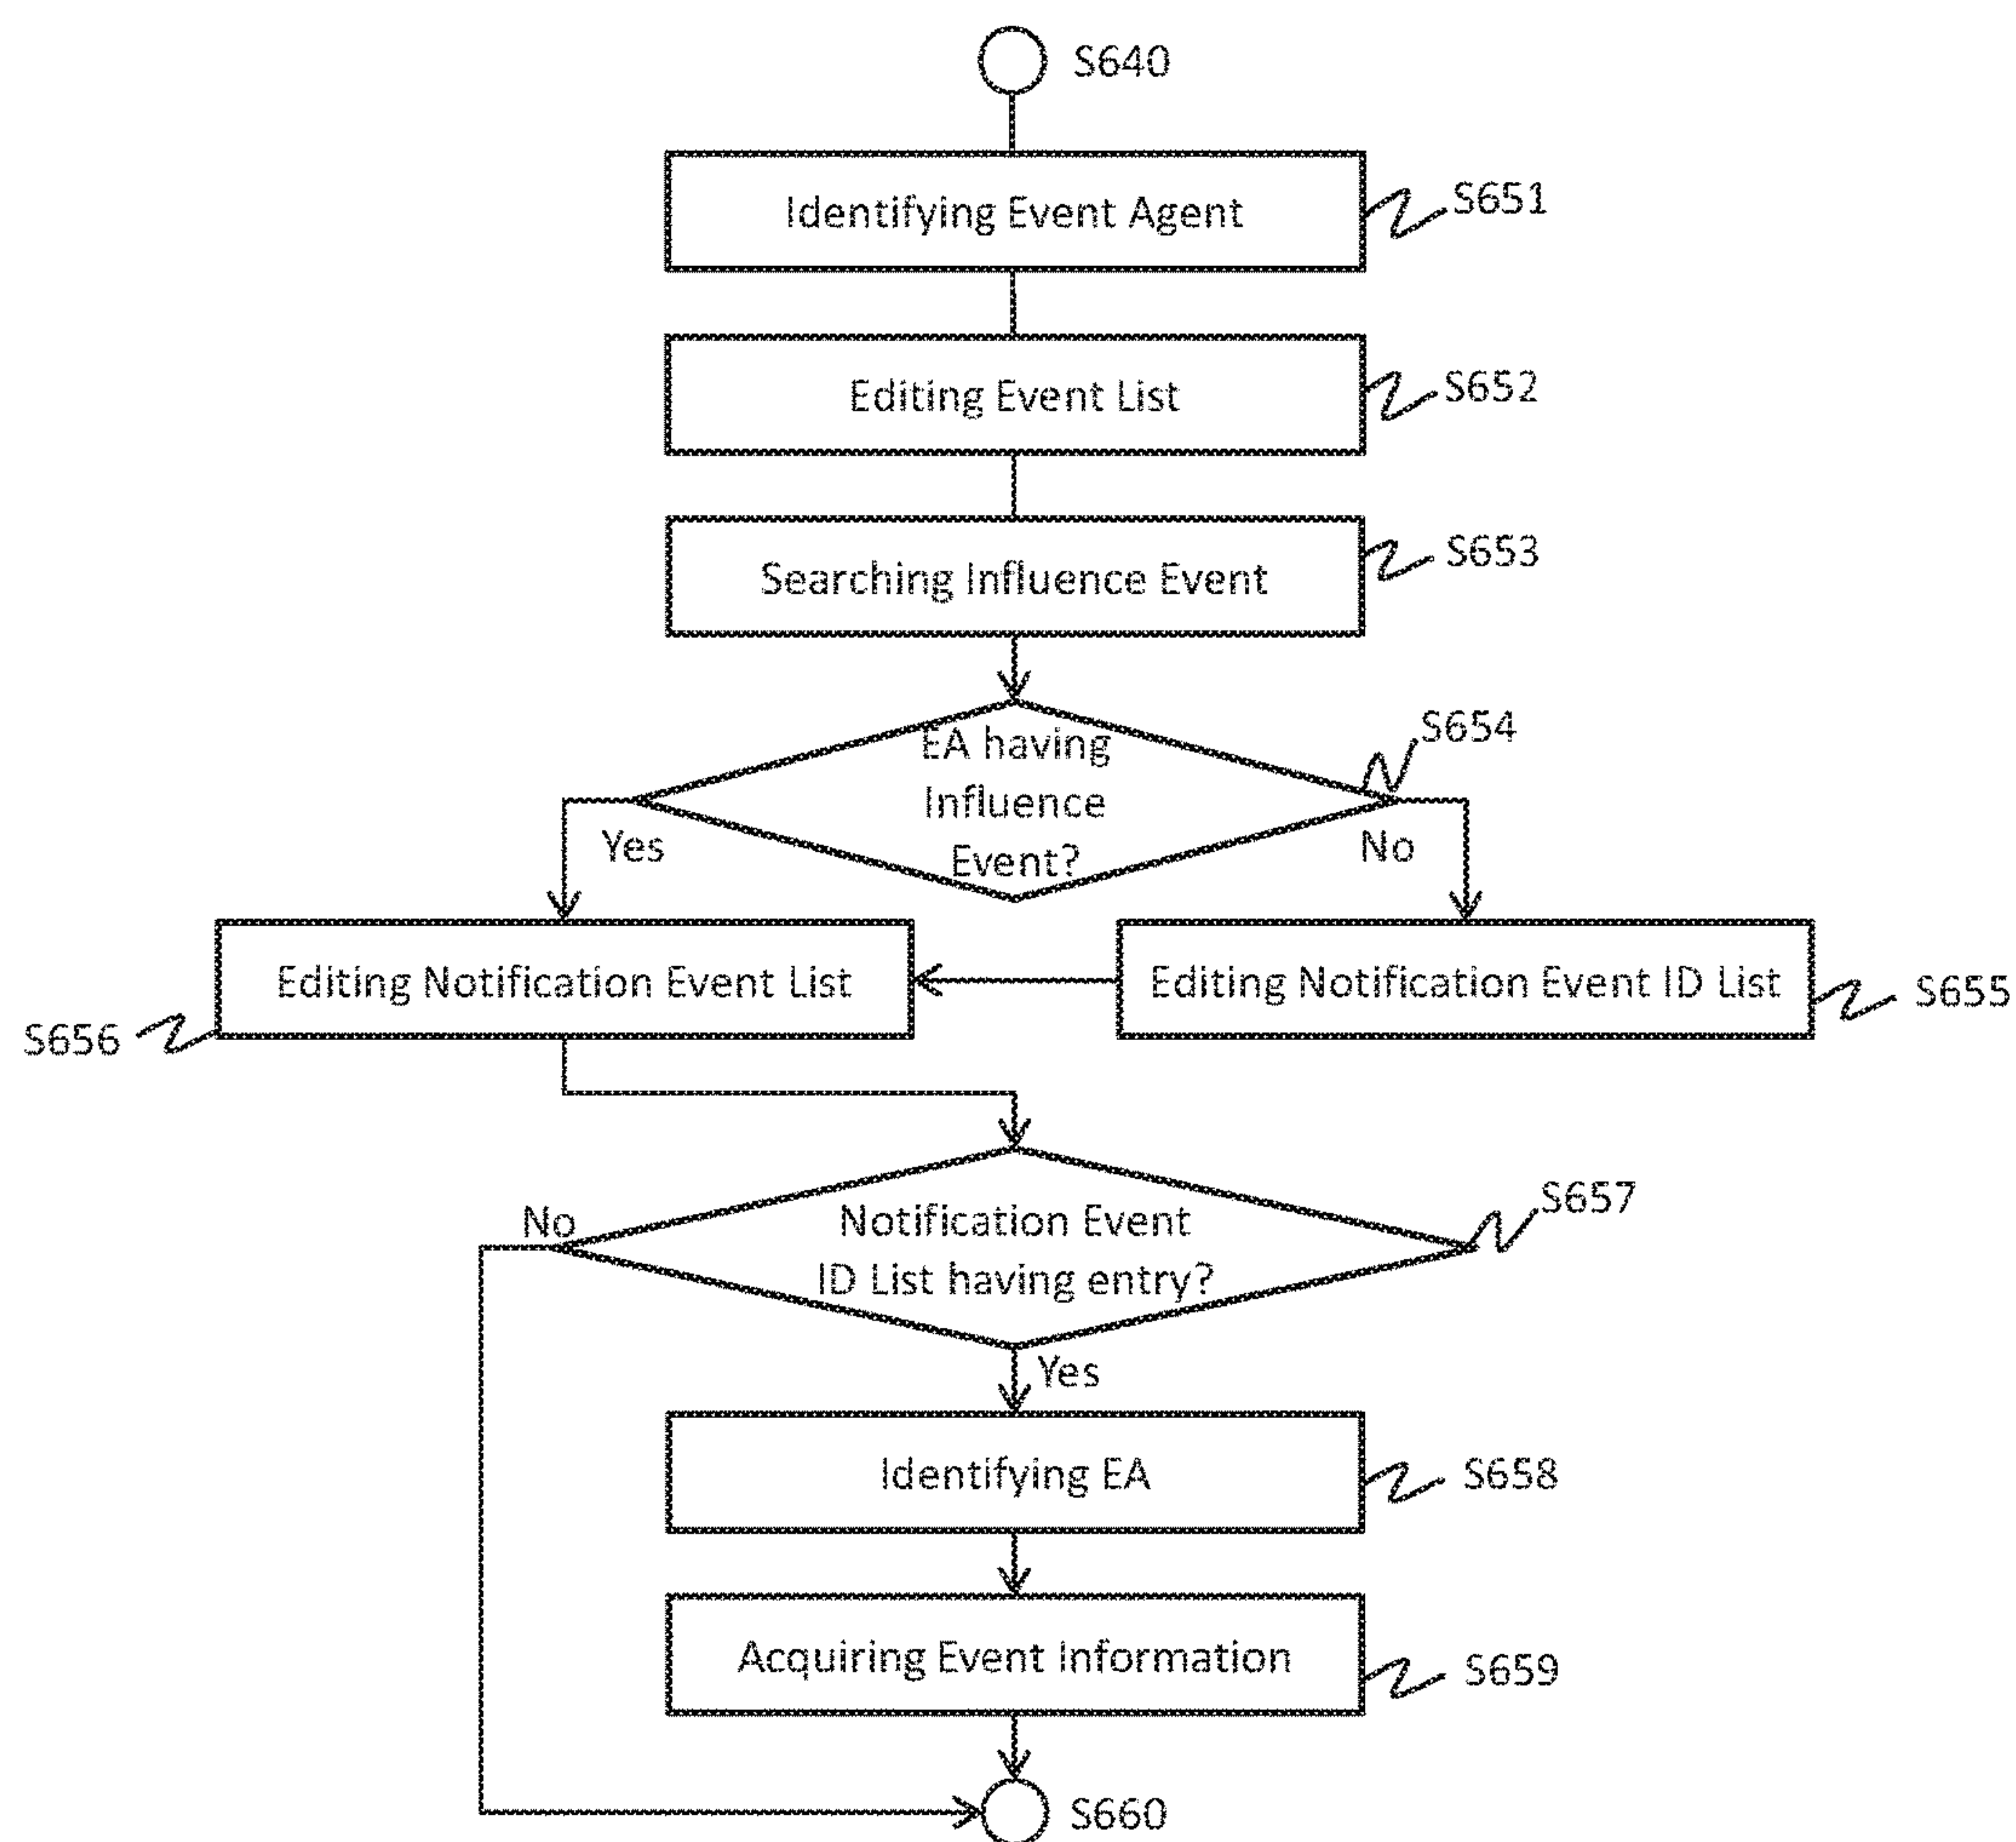 S640
Identifying Event Agent
S651
Editing Event List
S652
Searching Influence Event
S653
EA having
Influence
Event?
S654
Yes
No
Editing Notification Event List
S656
Editing Notification Event ID List
S655
Notification Event
ID List having entry?
S657
No
Yes
Identifying EA
S658
Acquiring Event Information
S659
S660